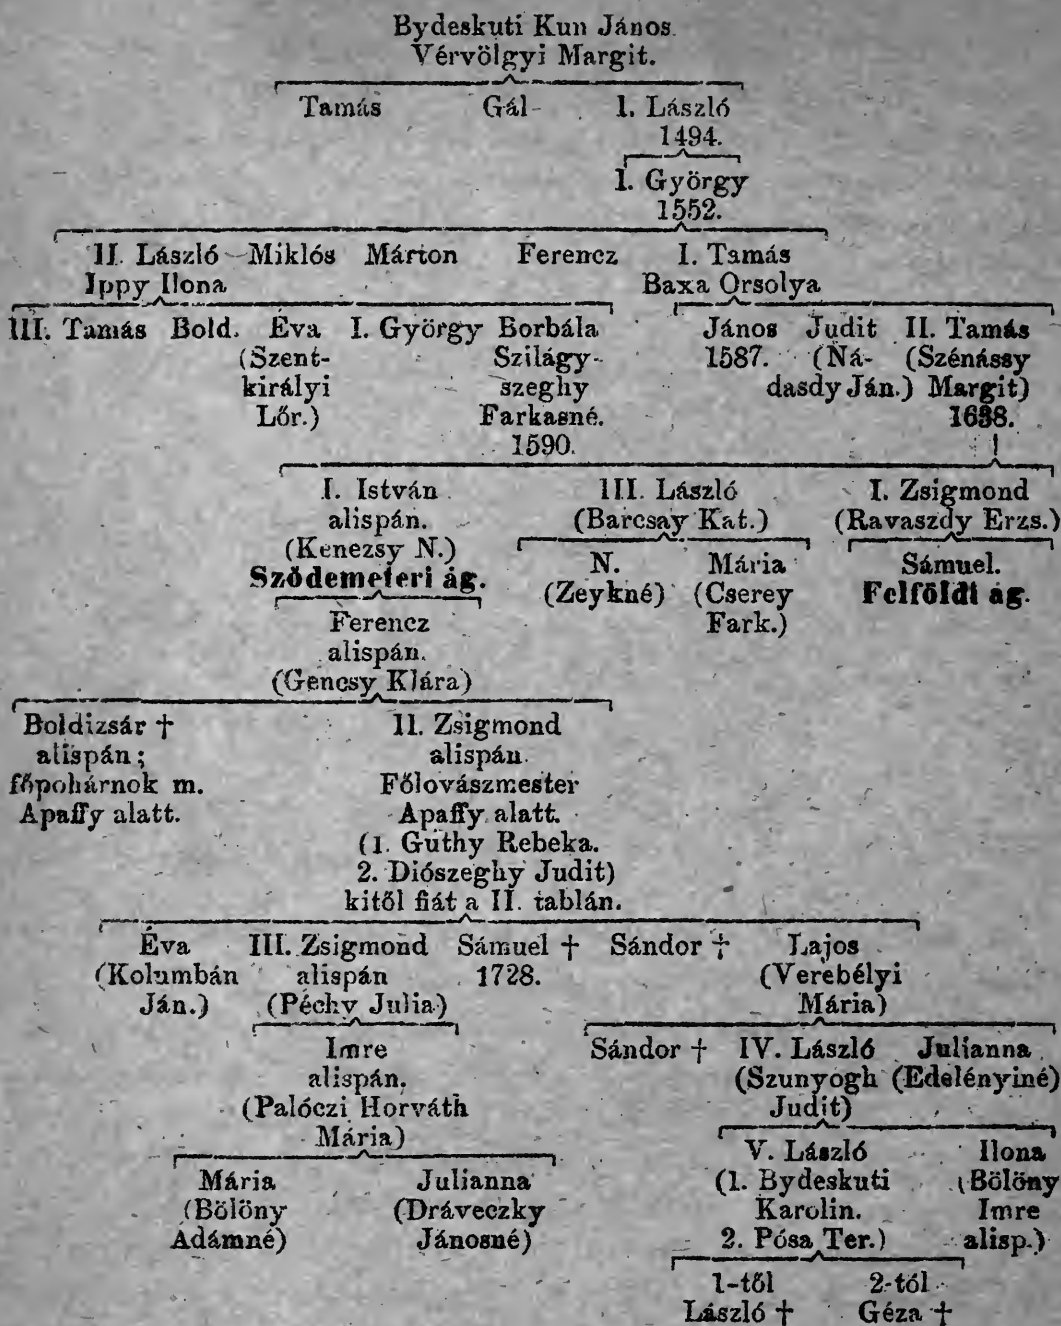 Bydeskuti Kun János.
Vérvölgyi Margit.
Tamás Gál I. László
1494.
I. György
1552.
II. László Miklós Márton Ferencz I. Tamás
Ippy Ilona Baxa Orsolya
III. Tamás Bold. Éva I. György Borbála János Judit II. Tamás
(Szent- Szilágy- 1587. (Ná- (Szénássy
királyi szeghy dasdy Ján.) Margit)
Lőr.) Farkasné. 1638.
1590.
I. István III. László I. Zsigmond
alispán. (Barcsay Kat.) (Ravaszdy Erzs.)
(Kenezsy N.) N. Mária Sámuel.
Sződemeteri ág. (Zeykné) (Cserey Felföldi ág.
Ferencz Fark.)
alispán.
(Gencsy Klára)
Boldizsár † II. Zsigmond
alispán; alispán.
főpohárnok m. Főlovászmester
Apaffy alatt. Apaffy alatt.
(1. Guthy Rebeka.
2. Diószeghy Judit)
kitől fiát a II. tablán.
Éva III. Zsigmond Sámuel † Sándor † Lajos
(Kolumbán alispán 1728. (Verebélyi
Ján.) (Péchy Julia) Mária)
Imre Sándor † IV. László Julianna
alispán. (Szunyogh (Edelényiné)
(Palóczi Horváth Judit)
Mária) V. László Ilona
Mária Julianna (1. Bydeskuti (Bölöny
(Bölöny (Dráveczky Karolin. Imre
Adámné) Jánosné) 2. Pósa Ter.) alisp.)
1-től 2-tól
László † Géza †